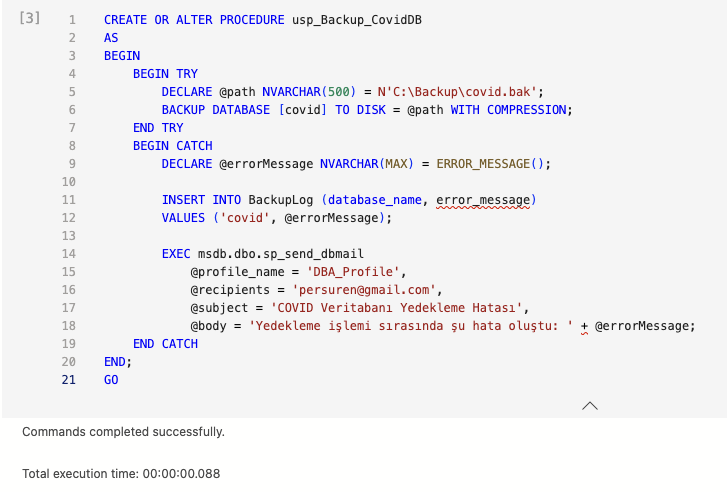 [3] 1 CREATE OR ALTER PROCEDURE usp_Backup_CovidDB
2 AS
3 BEGIN
4 BEGIN TRY
5 DECLARE @path NVARCHAR(500) = N'C:\Backup\covid.bak';
6 BACKUP DATABASE [covid] TO DISK = @path WITH COMPRESSION;
7 END TRY
8 BEGIN CATCH
9 DECLARE @errorMessage NVARCHAR(MAX) = ERROR_MESSAGE();
10
11 INSERT INTO BackupLog (database_name, error_message)
12 VALUES ('covid', @errorMessage);
13
14 EXEC msdb.dbo.sp_send_dbmail
15 @profile_name = 'DBA_Profile',
16 @recipients = 'persuren@gmail.com',
17 @subject = 'COVID Veritabanı Yedekleme Hatası',
18 @body = 'Yedekleme işlemi sırasında şu hata oluştu: ' + @errorMessage;
19 END CATCH
20 END;
21 GO
Commands completed successfully.
Total execution time: 00:00:00.088